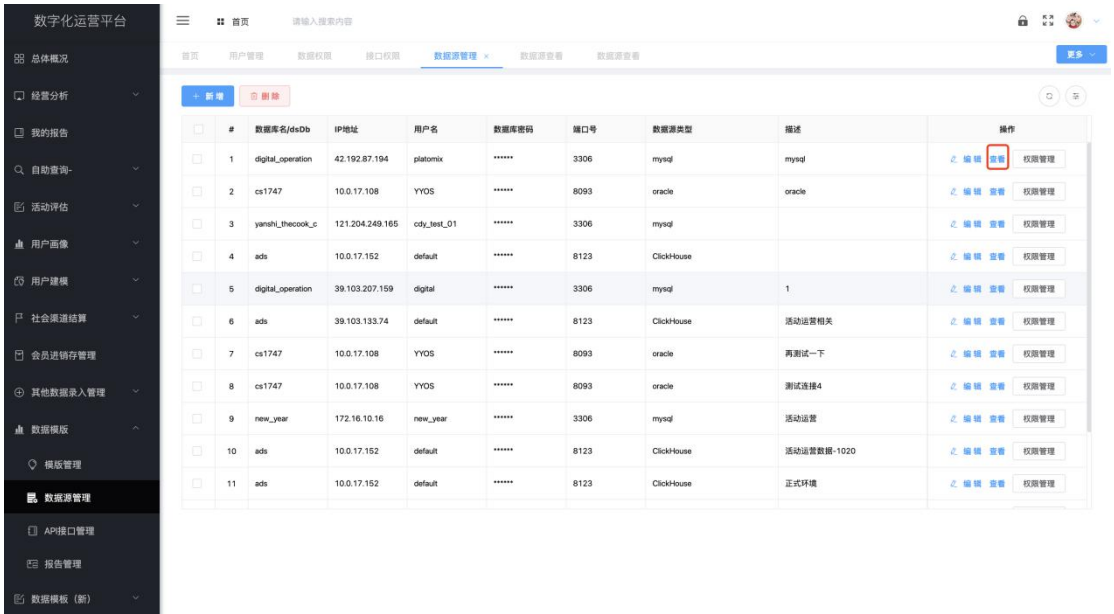 数字化运营平台
首页
请输入搜索内容
首页 用户管理 数据权限 接口权限 数据源管理 × 数据源查看 数据源查看 更多
总体概况
经营分析
我的报告
自助查询-
活动评估
用户画像
用户建模
社会渠道结算
会员进销存管理
其他数据录入管理
数据模版
模版管理
数据源管理
API接口管理
报告管理
数据模板（新）
+ 新增 删除
# 数据库名/dsDb IP地址 用户名 数据库密码 端口号 数据源类型 描述 操作
1 digital_operation 42.192.87.194 platomix ****** 3306 mysql mysql 编辑 查看 权限管理
2 cs1747 10.0.17.108 YYOS ****** 8093 oracle oracle 编辑 查看 权限管理
3 yanshi_thecook_c 121.204.249.165 cdy_test_01 ****** 3306 mysql 编辑 查看 权限管理
4 ads 10.0.17.152 default ****** 8123 ClickHouse 编辑 查看 权限管理
5 digital_operation 39.103.207.159 digital ****** 3306 mysql 1 编辑 查看 权限管理
6 ads 39.103.133.74 default ****** 8123 ClickHouse 活动运营相关 编辑 查看 权限管理
7 cs1747 10.0.17.108 YYOS ****** 8093 oracle 再测试一下 编辑 查看 权限管理
8 cs1747 10.0.17.108 YYOS ****** 8093 oracle 测试连接4 编辑 查看 权限管理
9 new_year 172.16.10.16 new_year ****** 3306 mysql 活动运营 编辑 查看 权限管理
10 ads 10.0.17.152 default ****** 8123 ClickHouse 活动运营数据-1020 编辑 查看 权限管理
11 ads 10.0.17.152 default ****** 8123 ClickHouse 正式环境 编辑 查看 权限管理